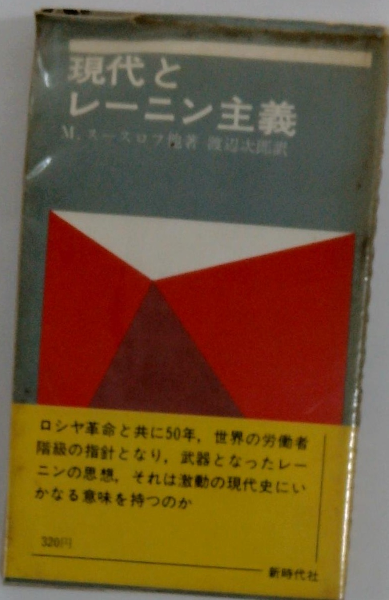 現代と
レーニン主義
M.スースロフ他著 渡辺次郎訳
ロシヤ革命と共に50年，世界の労働者
階級の指針となり，武器となったレー
ニンの思想，それは激動の現代史にい
かなる意味を持つのか
320円
新時代社